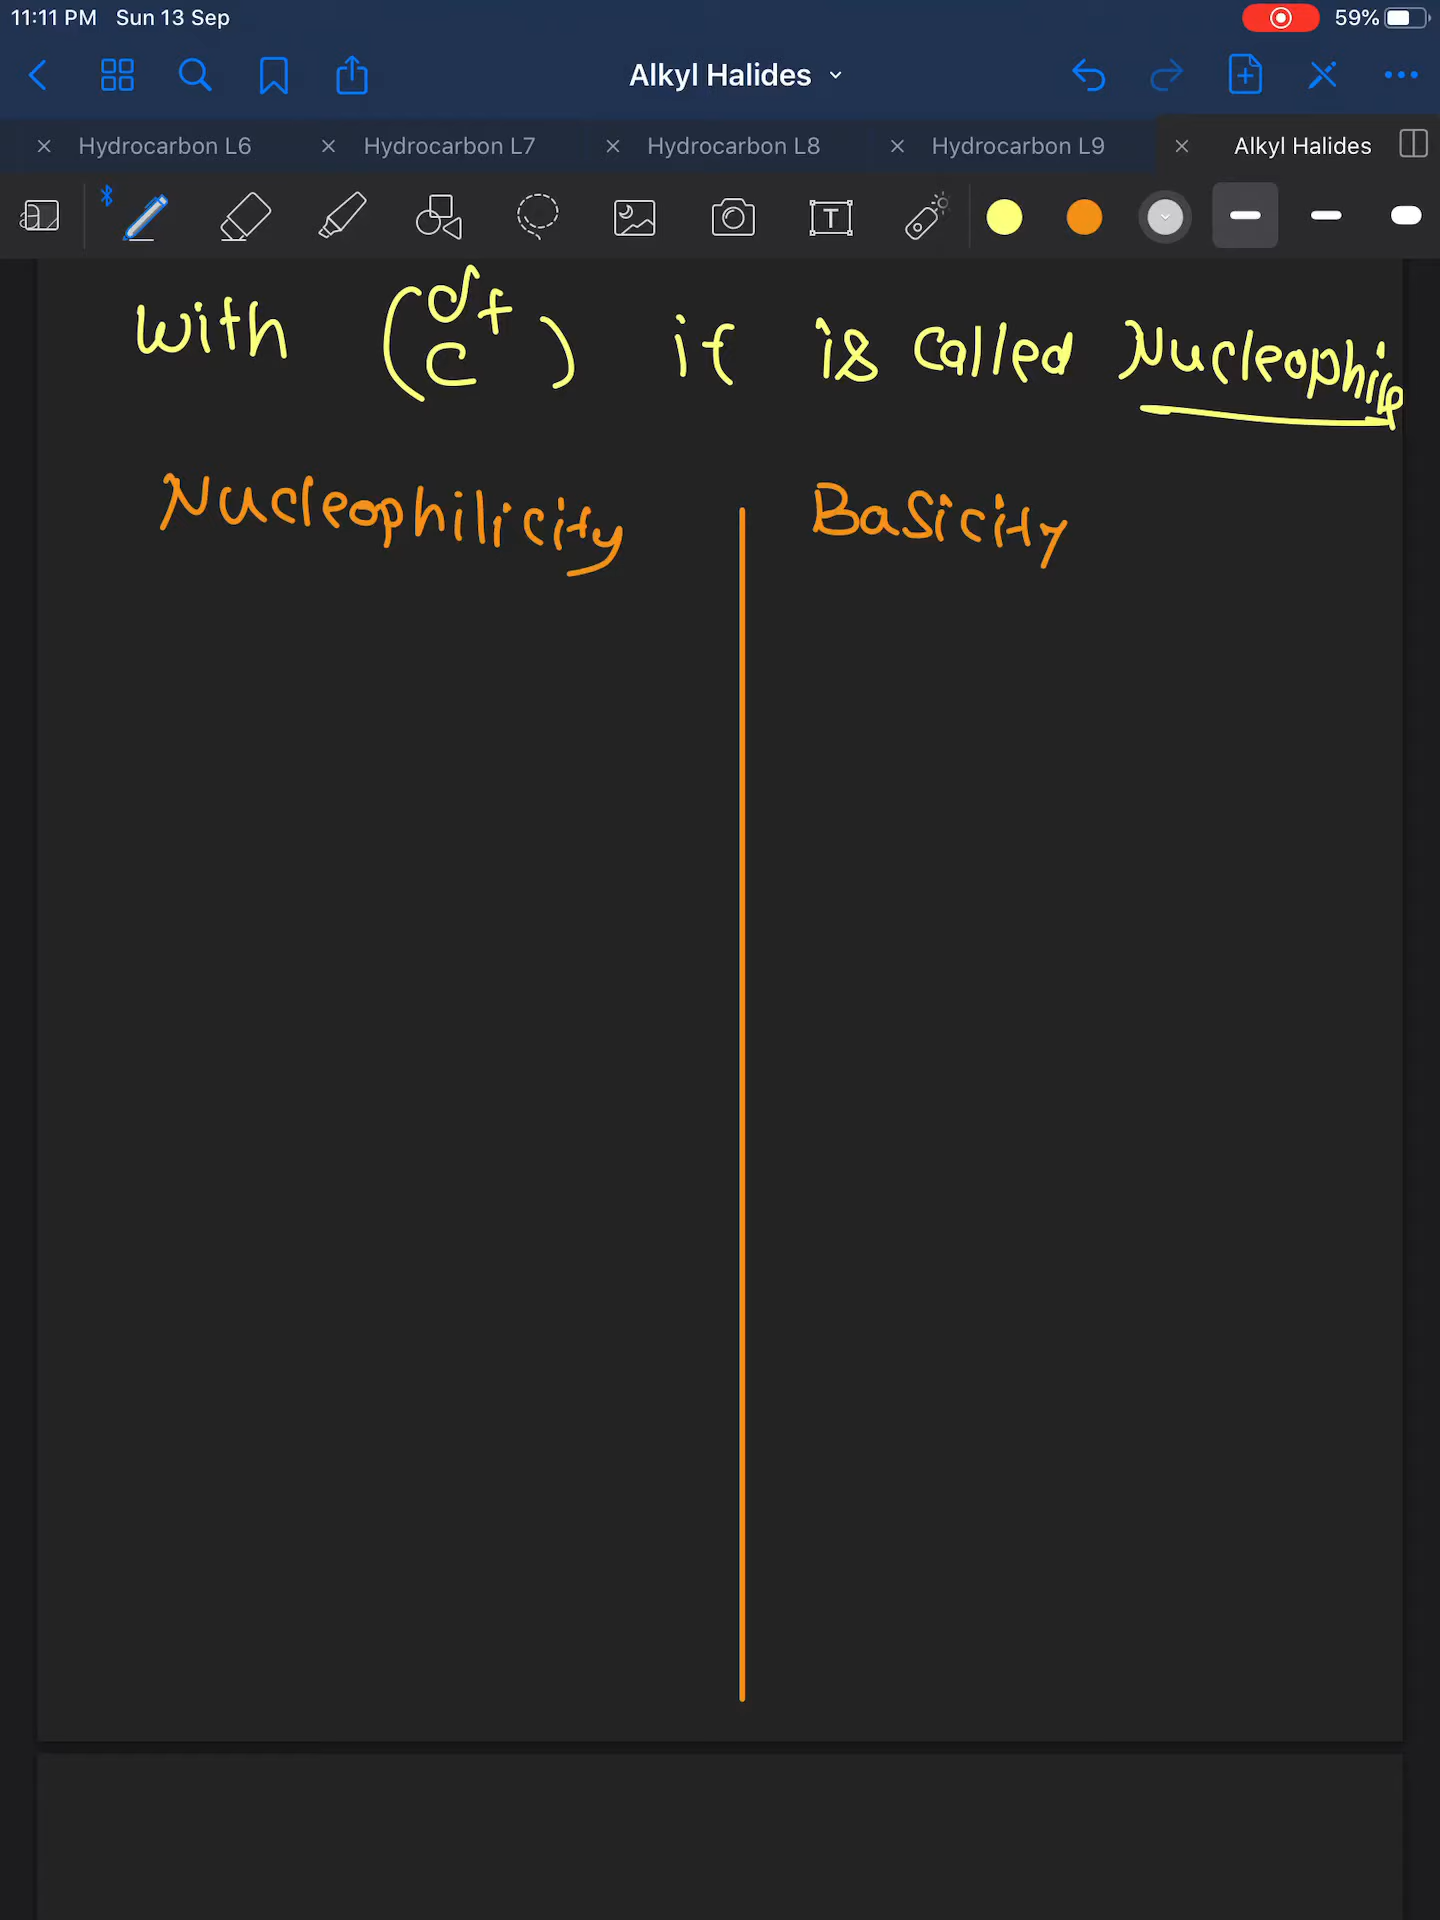 11:11 PM Sun 13 Sep 59%
Alkyl Halides
Hydrocarbon L6 Hydrocarbon L7 Hydrocarbon L8 Hydrocarbon L9 Alkyl Halides
a T
With (δ+ C) it is called Nucleophile
Nucleophilicity Basicity